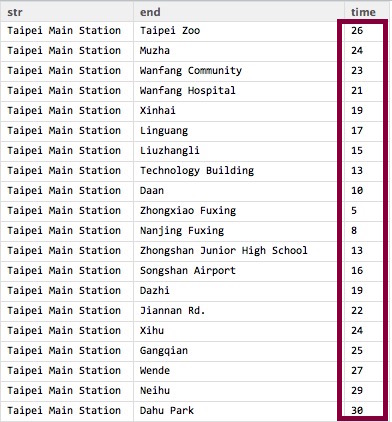 str end time
Taipei Main Station Taipei Zoo 26
Taipei Main Station Muzha 24
Taipei Main Station Wanfang Community 23
Taipei Main Station Wanfang Hospital 21
Taipei Main Station Xinhai 19
Taipei Main Station Linguang 17
Taipei Main Station Liuzhangli 15
Taipei Main Station Technology Building 13
Taipei Main Station Daan 10
Taipei Main Station Zhongxiao Fuxing 5
Taipei Main Station Nanjing Fuxing 8
Taipei Main Station Zhongshan Junior High School 13
Taipei Main Station Songshan Airport 16
Taipei Main Station Dazhi 19
Taipei Main Station Jiannan Rd. 22
Taipei Main Station Xihu 24
Taipei Main Station Gangqian 25
Taipei Main Station Wende 27
Taipei Main Station Neihu 29
Taipei Main Station Dahu Park 30